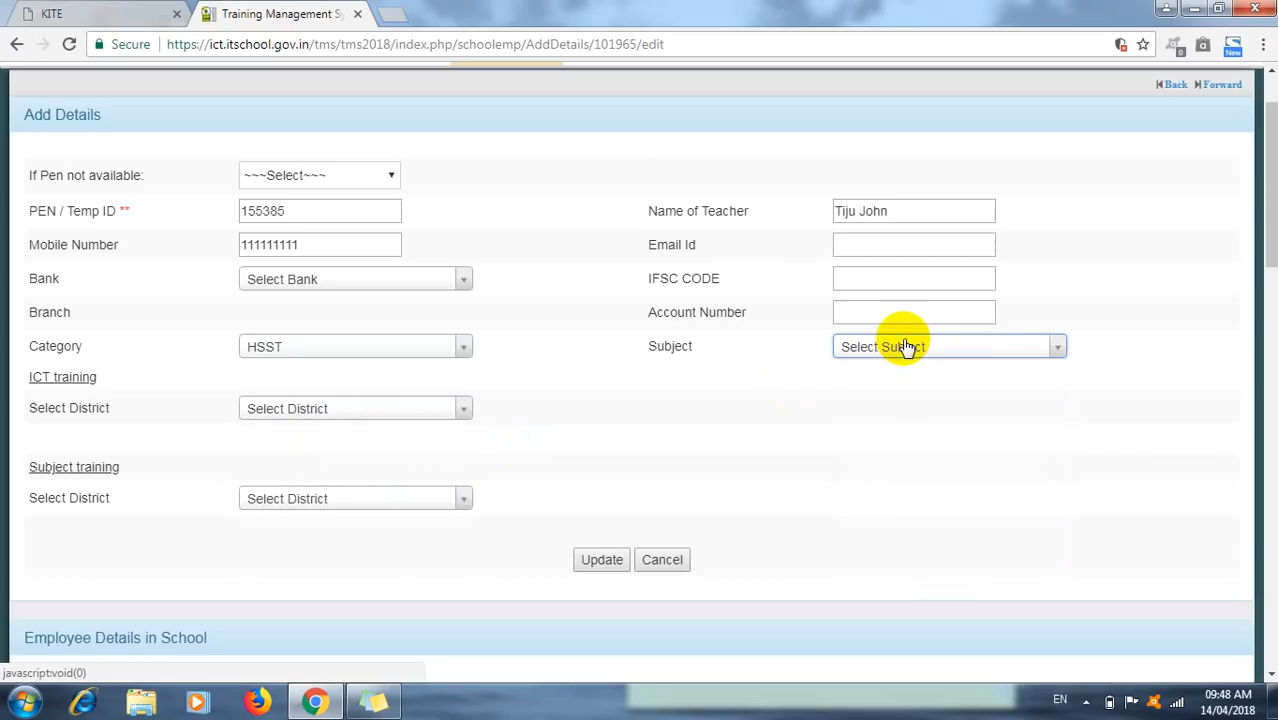 KITE
Training Management Sy
Secure https://ict.itschool.gov.in/tms/tms2018/index.php/schoolemp/AddDetails/101965/edit
0 New
Back Forward
Add Details
If Pen not available: ~~~Select~~~
PEN / Temp ID ** 155385 Name of Teacher Tiju John
Mobile Number 111111111 Email Id
Bank Select Bank IFSC CODE
Branch Account Number
Category HSST Subject Select Subject
ICT training
Select District Select District
Subject training
Select District Select District
Update Cancel
Employee Details in School
javascript:void(0)
EN 09:48 AM
14/04/2018